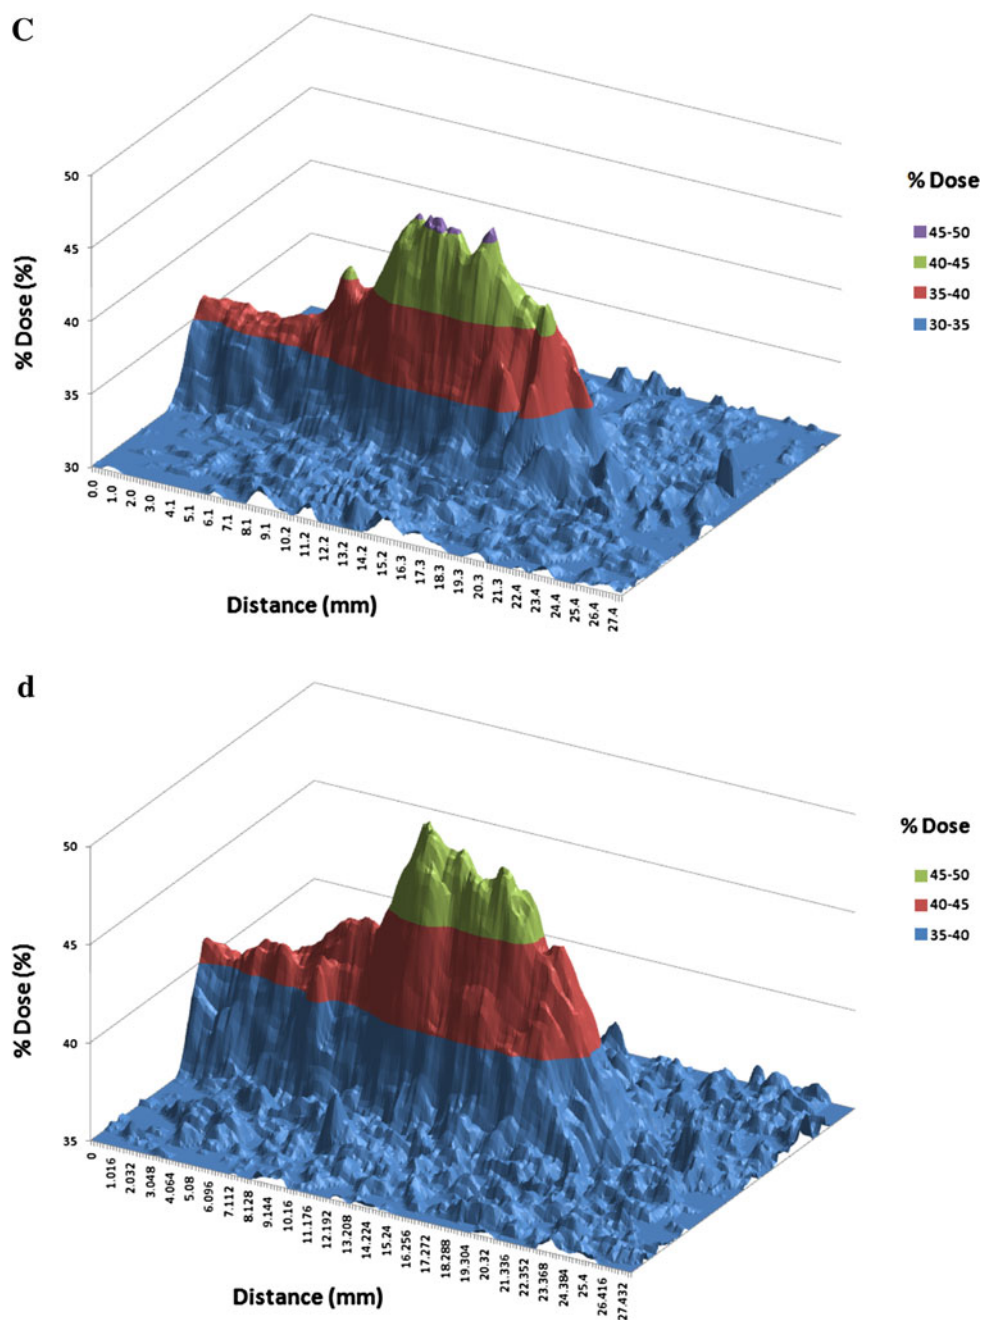 C
% Dose (%)
50
45
40
35
30
0.0 1.0 2.0 3.0 4.1 5.1 6.1 7.1 8.1 9.1 10.2 11.2 12.2 13.2 14.2 15.2 16.3 17.3 18.3 19.3 20.3 21.3 22.4 23.4 24.4 25.4 26.4 27.4
Distance (mm)
% Dose
45-50
40-45
35-40
30-35
d
% Dose (%)
50
45
40
35
0 1.016 2.032 3.048 4.064 5.08 6.096 7.112 8.128 9.144 10.16 11.176 12.192 13.208 14.224 15.24 16.256 17.272 18.288 19.304 20.32 21.336 22.352 23.368 24.384 25.4 26.416 27.432
Distance (mm)
% Dose
45-50
40-45
35-40